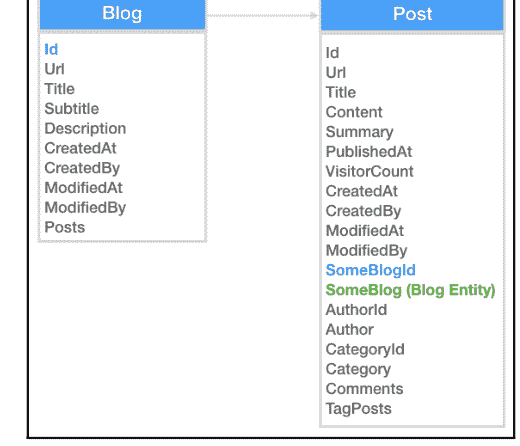 Blog
Id
Url
Title
Subtitle
Description
CreatedAt
CreatedBy
ModifiedAt
ModifiedBy
Posts
Post
Id
Url
Title
Content
Summary
PublishedAt
VisitorCount
CreatedAt
CreatedBy
ModifiedAt
ModifiedBy
SomeBlogId
SomeBlog (Blog Entity)
AuthorId
Author
CategoryId
Category
Comments
TagPosts